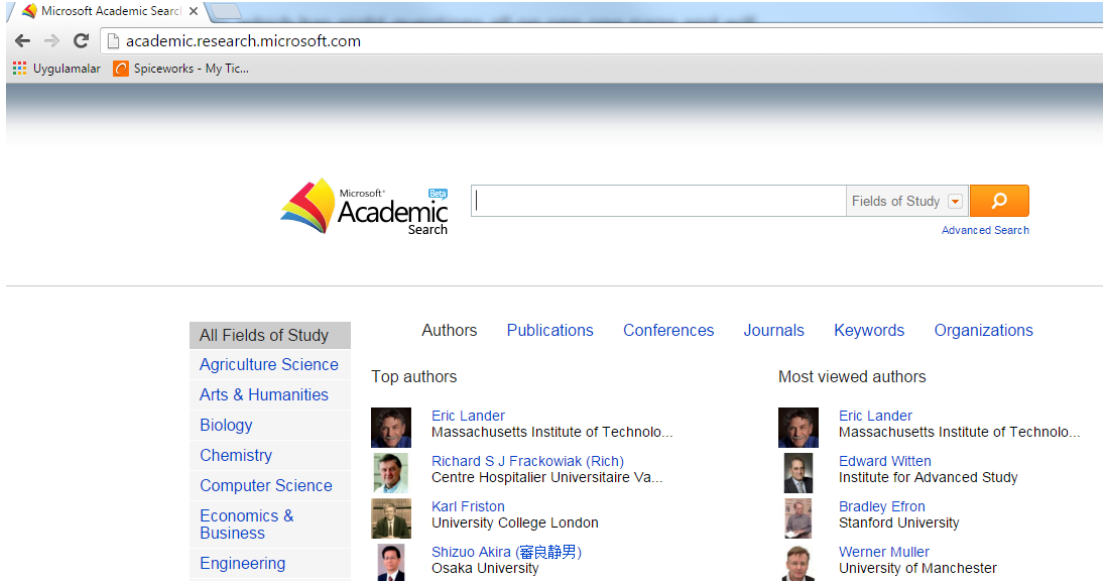 Microsoft Academic Searcl
academic.research.microsoft.com
Uygulamalar Spiceworks - My Tic...
Microsoft® Beta
Academic
Search
Fields of Study
Advanced Search
All Fields of Study
Agriculture Science
Arts & Humanities
Biology
Chemistry
Computer Science
Economics &
Business
Engineering
Authors Publications Conferences Journals Keywords Organizations
Top authors
Eric Lander
Massachusetts Institute of Technolo...
Richard S J Frackowiak (Rich)
Centre Hospitalier Universitaire Va...
Karl Friston
University College London
Shizuo Akira (審良静男)
Osaka University
Most viewed authors
Eric Lander
Massachusetts Institute of Technolo...
Edward Witten
Institute for Advanced Study
Bradley Efron
Stanford University
Werner Muller
University of Manchester